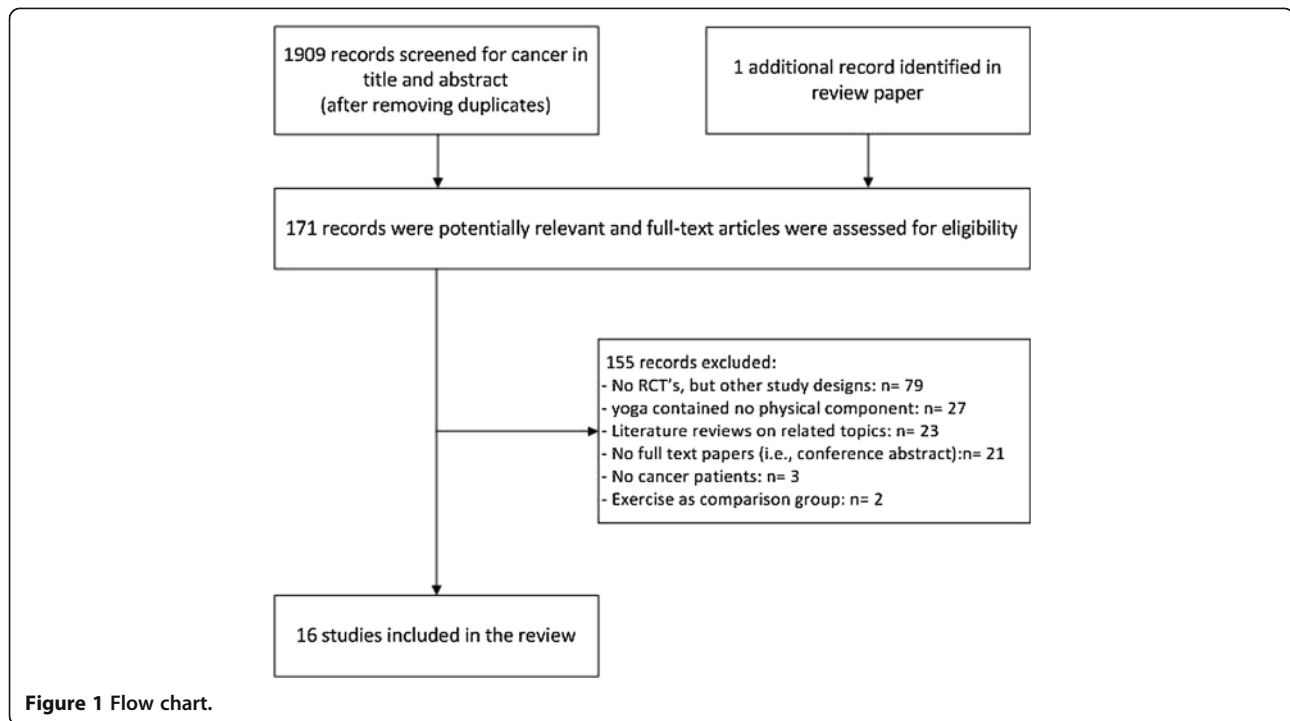 1909 records screened for cancer in
title and abstract
(after removing duplicates)
1 additional record identified in
review paper
171 records were potentially relevant and full-text articles were assessed for eligibility
155 records excluded:
- No RCT's, but other study designs: n= 79
- yoga contained no physical component: n= 27
- Literature reviews on related topics: n= 23
- No full text papers (i.e., conference abstract):n= 21
- No cancer patients: n= 3
- Exercise as comparison group: n= 2
16 studies included in the review
Figure 1 Flow chart.